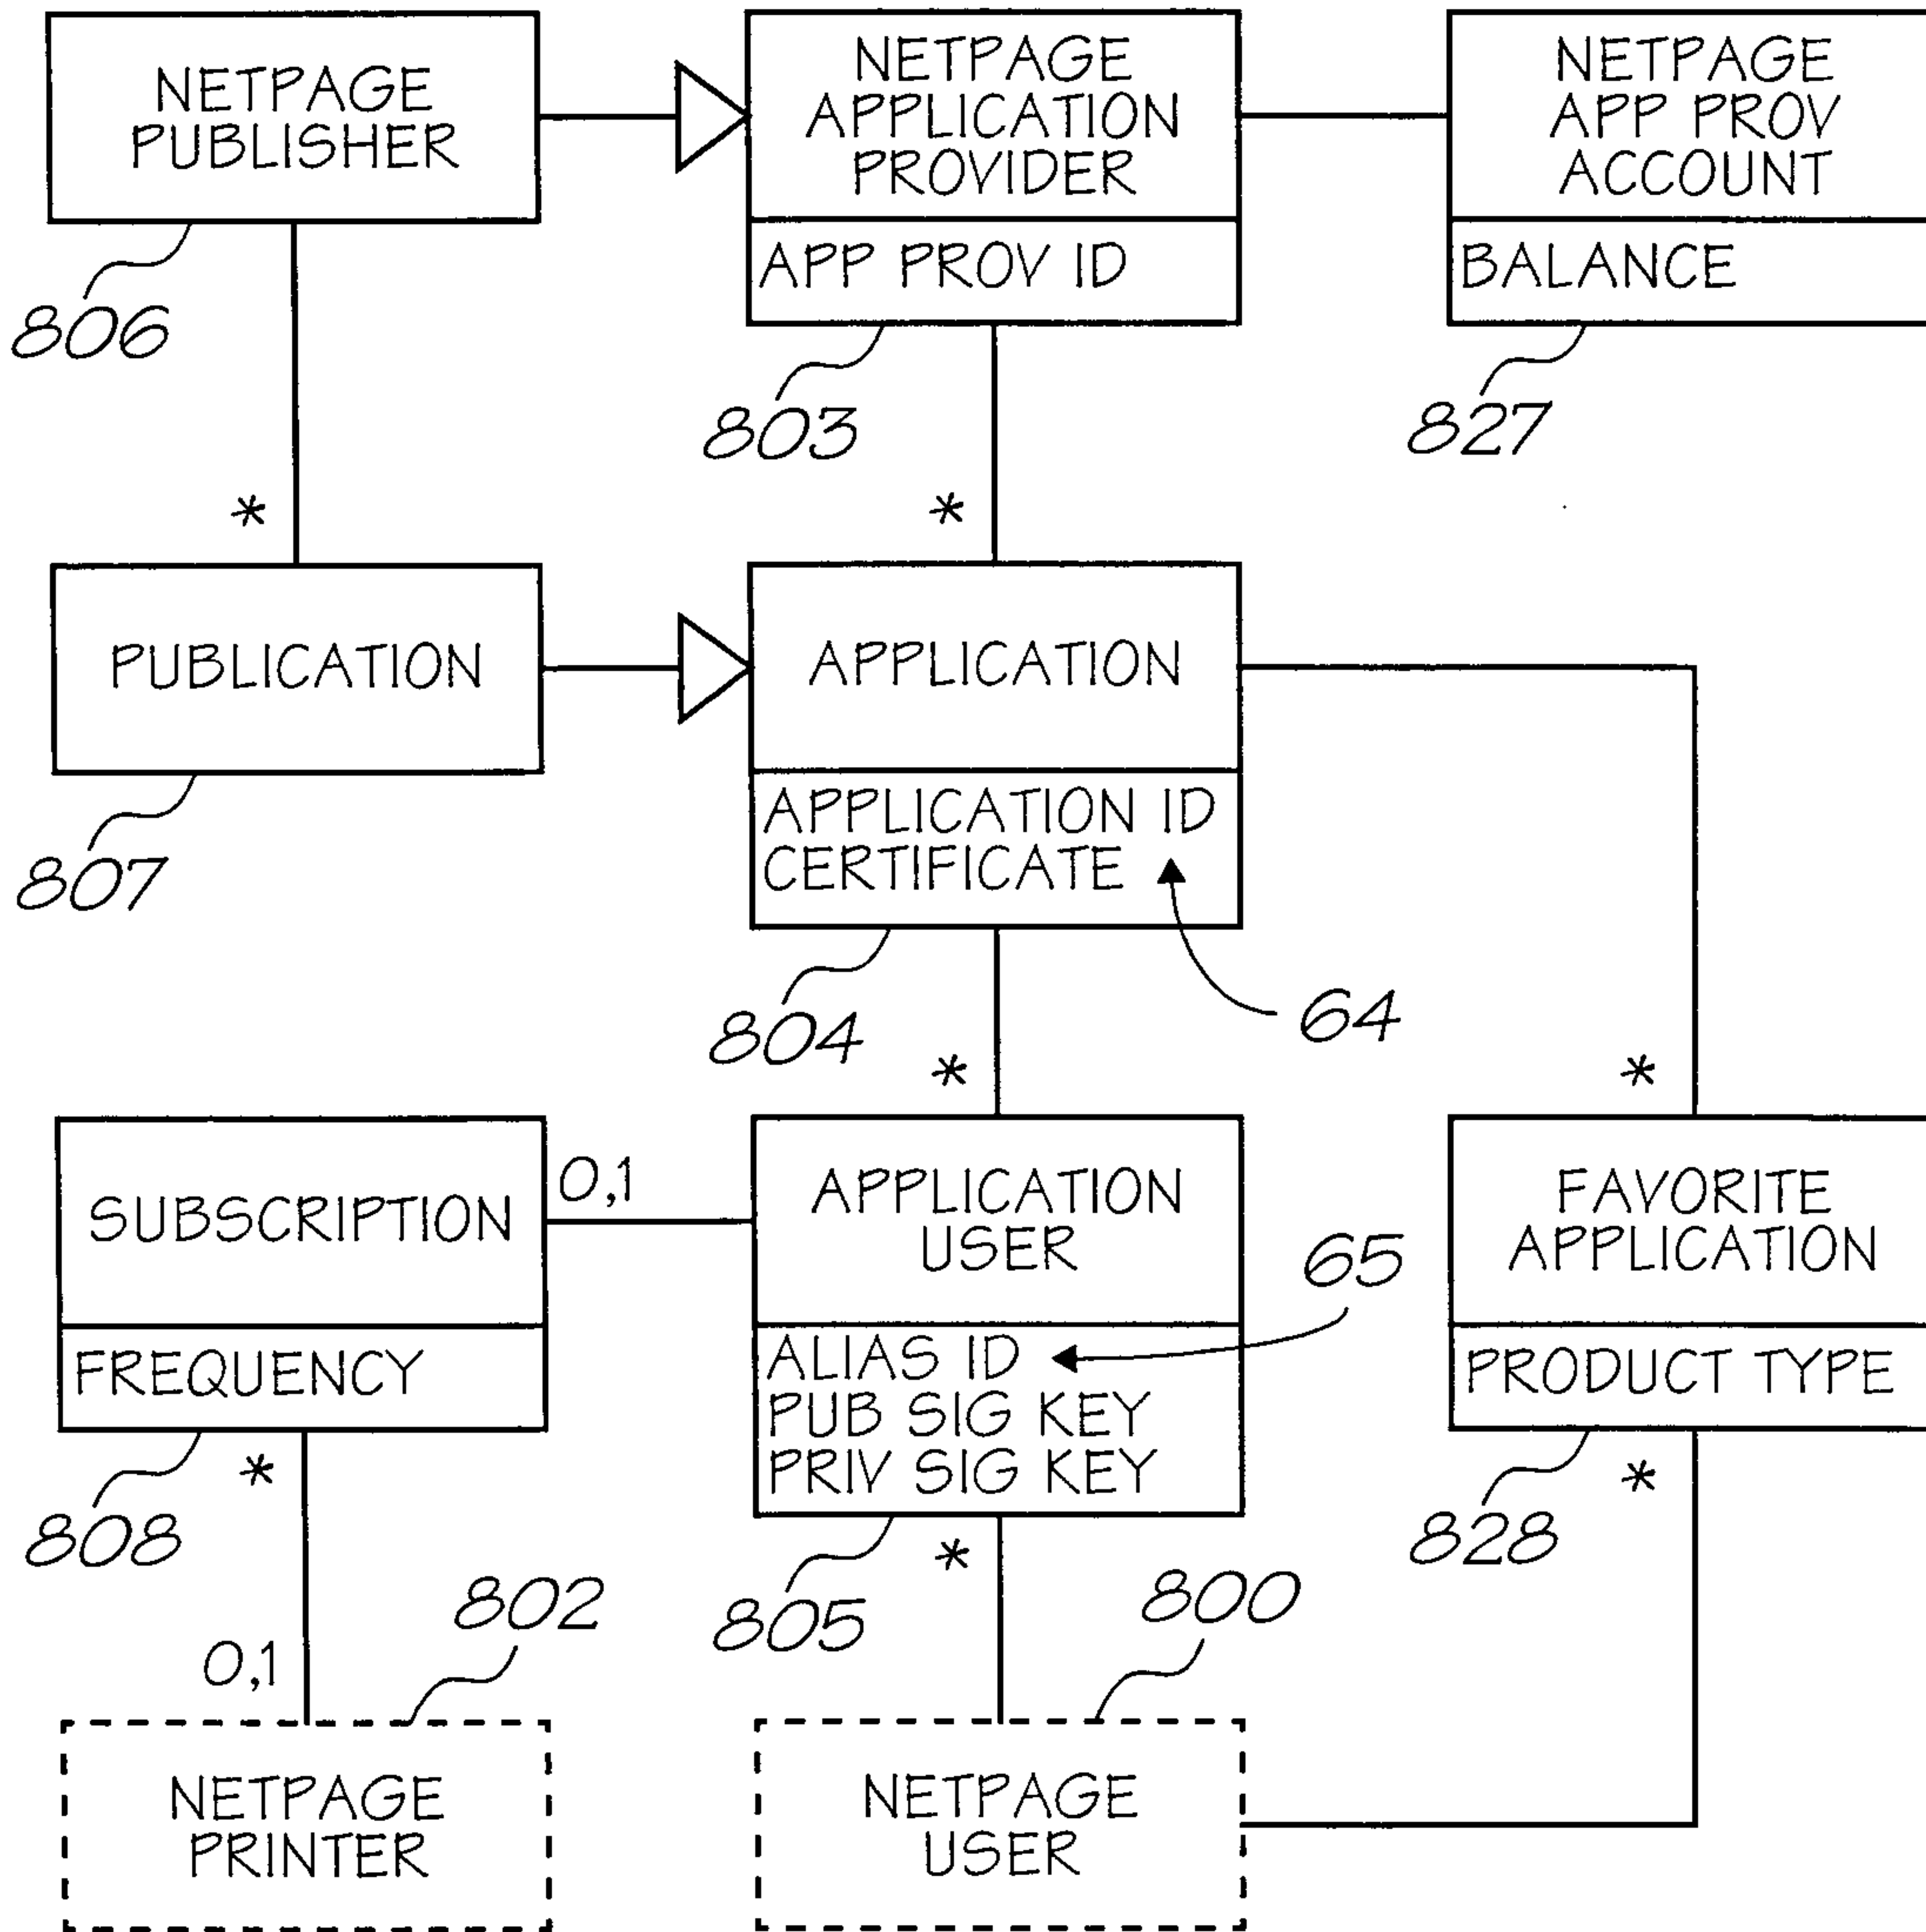 NETPAGE
PUBLISHER
806
NETPAGE
APPLICATION
PROVIDER
APP PROV ID
803
NETPAGE
APP PROV
ACCOUNT
BALANCE
827
*
*
PUBLICATION
807
APPLICATION
APPLICATION ID
CERTIFICATE
804
64
*
*
SUBSCRIPTION
FREQUENCY
808
0,1
APPLICATION
USER
ALIAS ID
PUB SIG KEY
PRIV SIG KEY
805
65
FAVORITE
APPLICATION
PRODUCT TYPE
828
*
*
*
0,1
802
800
NETPAGE
PRINTER
NETPAGE
USER